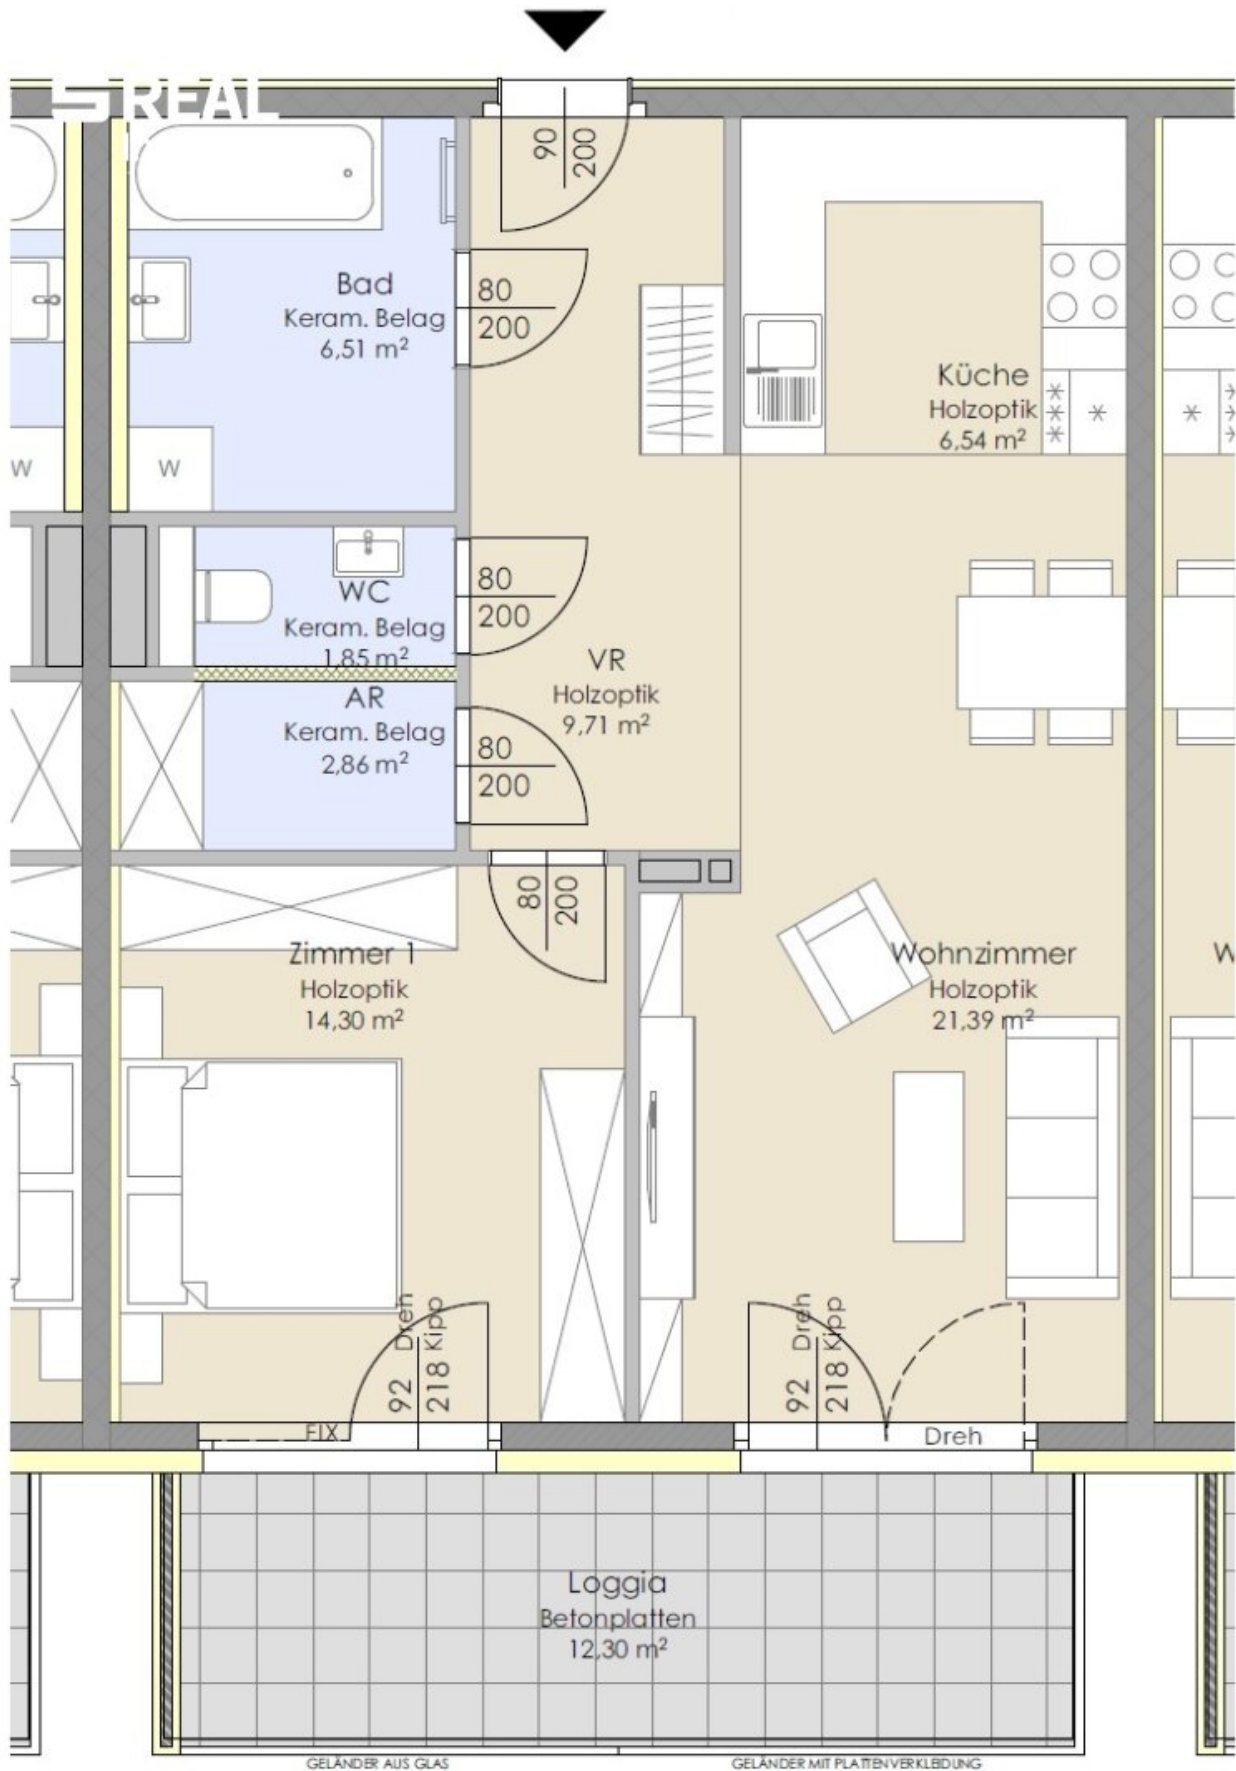 S REAL
90
200
Bad
Keram. Belag
6,51 m²
80
200
Küche
Holzoptik
6,54 m²
W
W
80
200
WC
Keram. Belag
1,85 m²
VR
Holzoptik
9,71 m²
AR
Keram. Belag
2,86 m²
80
200
80
200
Zimmer 1
Holzoptik
14,30 m²
Wohnzimmer
Holzoptik
21,39 m²
W
92 Dreh
218 Kipp
92 Dreh
218 Kipp
FIX
Dreh
Loggia
Betonplatten
12,30 m²
GELÄNDER AUS GLAS
GELÄNDER MIT PLATTENVERKLEIDUNG